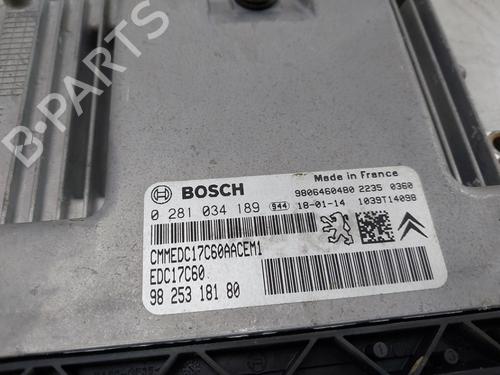 B-PARTS
BOSCH
Made in France
9806460480 2235 0360
0 281 034 189 944 18-01-14 1039T14098
CMMEDC17C60AACEM1
EDC17C60
98 253 181 80